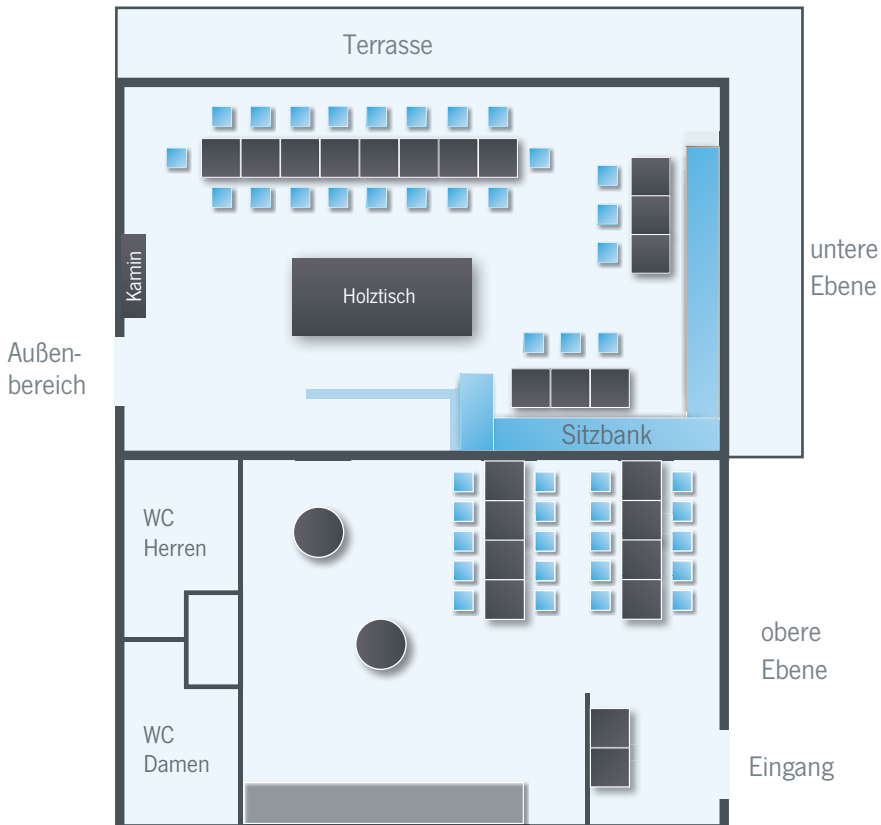 Terrasse
Kamin
Holztisch
untere
Ebene
Außen-
bereich
Sitzbank
WC
Herren
obere
Ebene
WC
Damen
Eingang